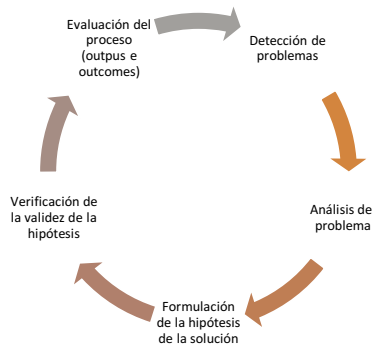 Evaluación del
proceso
(outpus e
outcomes)
Detección de
problemas
Análisis de
problema
Formulación
de la hipótesis
de la solución
Verificación de
la validez de la
hipótesis